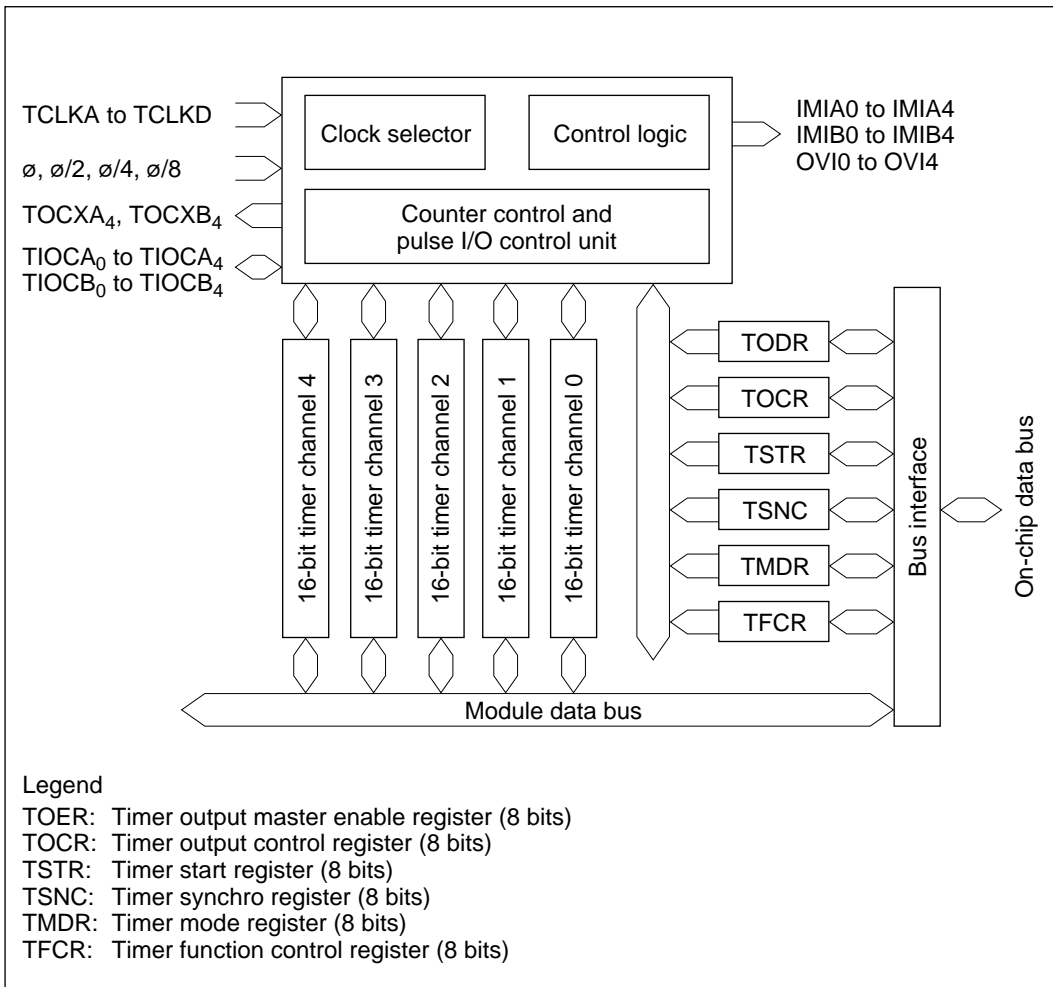 TCLKA to TCLKD
ø, ø/2, ø/4, ø/8
TOCXA4, TOCXB4
TIOCA0 to TIOCA4
TIOCB0 to TIOCB4
Clock selector
Control logic
Counter control and
pulse I/O control unit
IMIA0 to IMIA4
IMIB0 to IMIB4
OVI0 to OVI4
16-bit timer channel 4
16-bit timer channel 3
16-bit timer channel 2
16-bit timer channel 1
16-bit timer channel 0
TODR
TOCR
TSTR
TSNC
TMDR
TFCR
Bus interface
On-chip data bus
Module data bus
Legend
TOER: Timer output master enable register (8 bits)
TOCR: Timer output control register (8 bits)
TSTR: Timer start register (8 bits)
TSNC: Timer synchro register (8 bits)
TMDR: Timer mode register (8 bits)
TFCR: Timer function control register (8 bits)